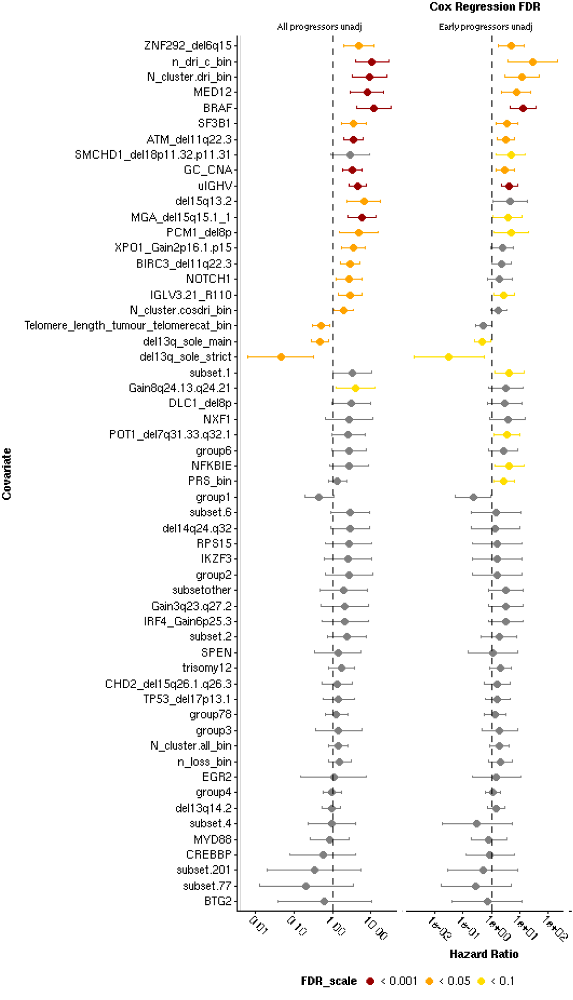 Cox Regression FDR
All progressors unadj
Early progressors unadj
ZNF292_del6q15
n_dri_c_bin
N_cluster.dri_bin
MED12
BRAF
SF3B1
ATM_del11q22.3
SMCHD1_del18p11.32.p11.31
GC_CNA
uIGHV
del15q13.2
MGA_del15q15.1_1
PCM1_del8p
XPO1_Gain2p16.1.p15
BIRC3_del11q22.3
NOTCH1
IGLV3.21_R110
N_cluster.cosdri_bin
Telomere_length_tumour_telomerecat_bin
del13q_sole_main
del13q_sole_strict
subset.1
Gain8q24.13.q24.21
DLC1_del8p
NXF1
POT1_del7q31.33.q32.1
group6
NFKBIE
PRS_bin
group1
subset.6
del14q24.q32
RPS15
IKZF3
group2
subsetother
Gain3q23.q27.2
IRF4_Gain6p25.3
subset.2
SPEN
trisomy12
CHD2_del15q26.1.q26.3
TP53_del17p13.1
group78
group3
N_cluster.all_bin
n_loss_bin
EGR2
group4
del13q14.2
subset.4
MYD88
CREBBP
subset.201
subset.77
BTG2
Covariate
0.01
0.10
1.00
10.00
1e-02
1e-01
1e+00
1e+01
1e+02
Hazard Ratio
FDR_scale
< 0.001
< 0.05
< 0.1